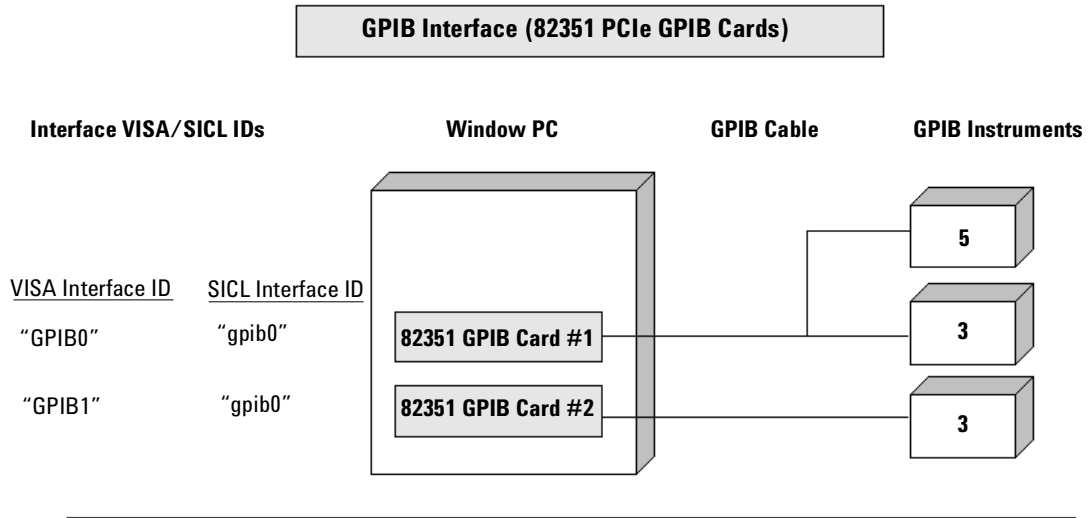 GPIB Interface (82351 PCIe GPIB Cards)
Interface VISA/SICL IDs
Window PC
GPIB Cable
GPIB Instruments
5
VISA Interface ID
SICL Interface ID
“GPIB0”
“gpib0”
82351 GPIB Card #1
3
“GPIB1”
“gpib0”
82351 GPIB Card #2
3